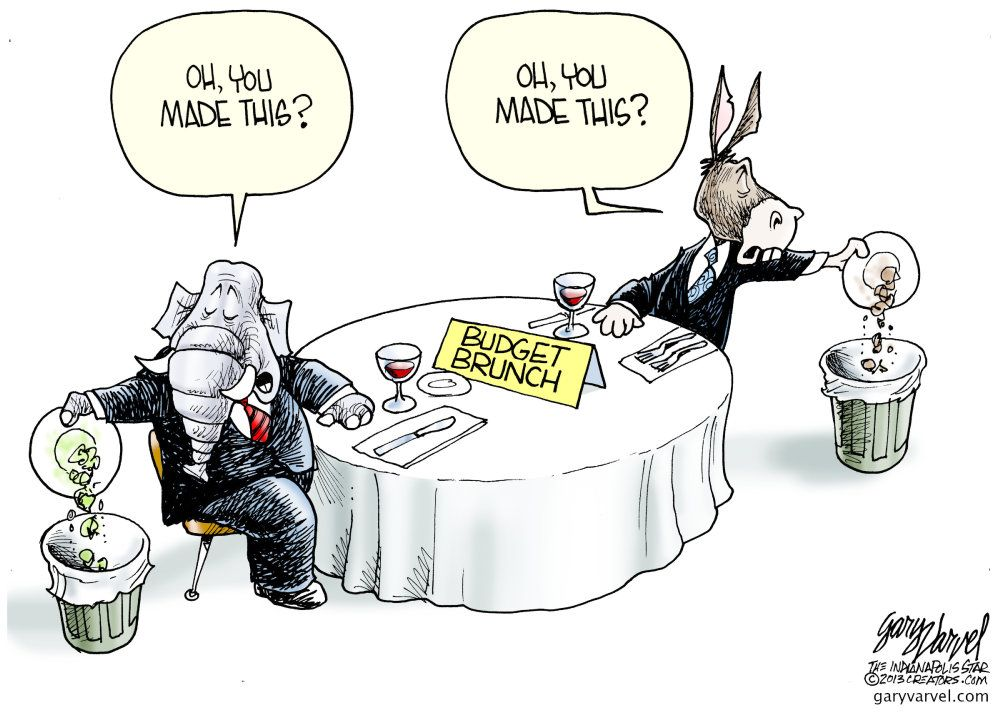 OH, YOU
MADE THIS?
OH, YOU
MADE THIS?
BUDGET
BRUNCH
gary Varvel
THE INDIANAPOLIS STAR
©2013 CREATORS.COM
garyvarvel.com